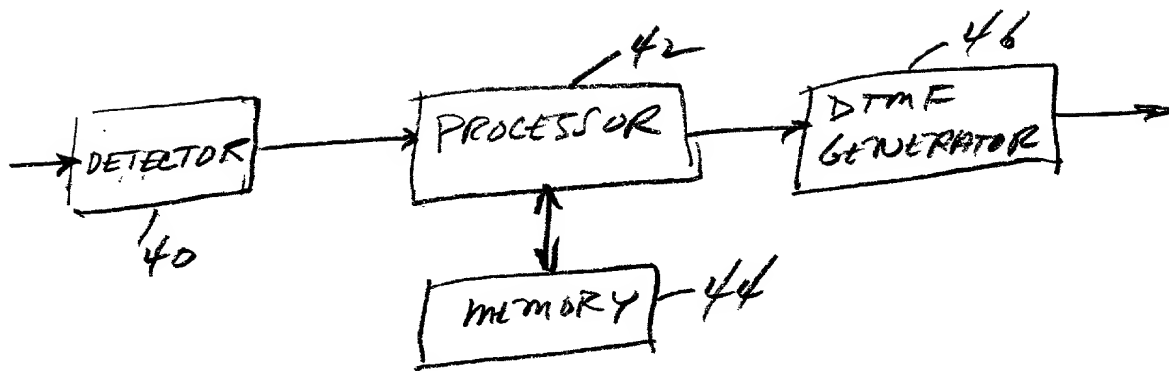 42
46
DETECTOR
PROCESSOR
DTMF
GENERATOR
40
MEMORY
44